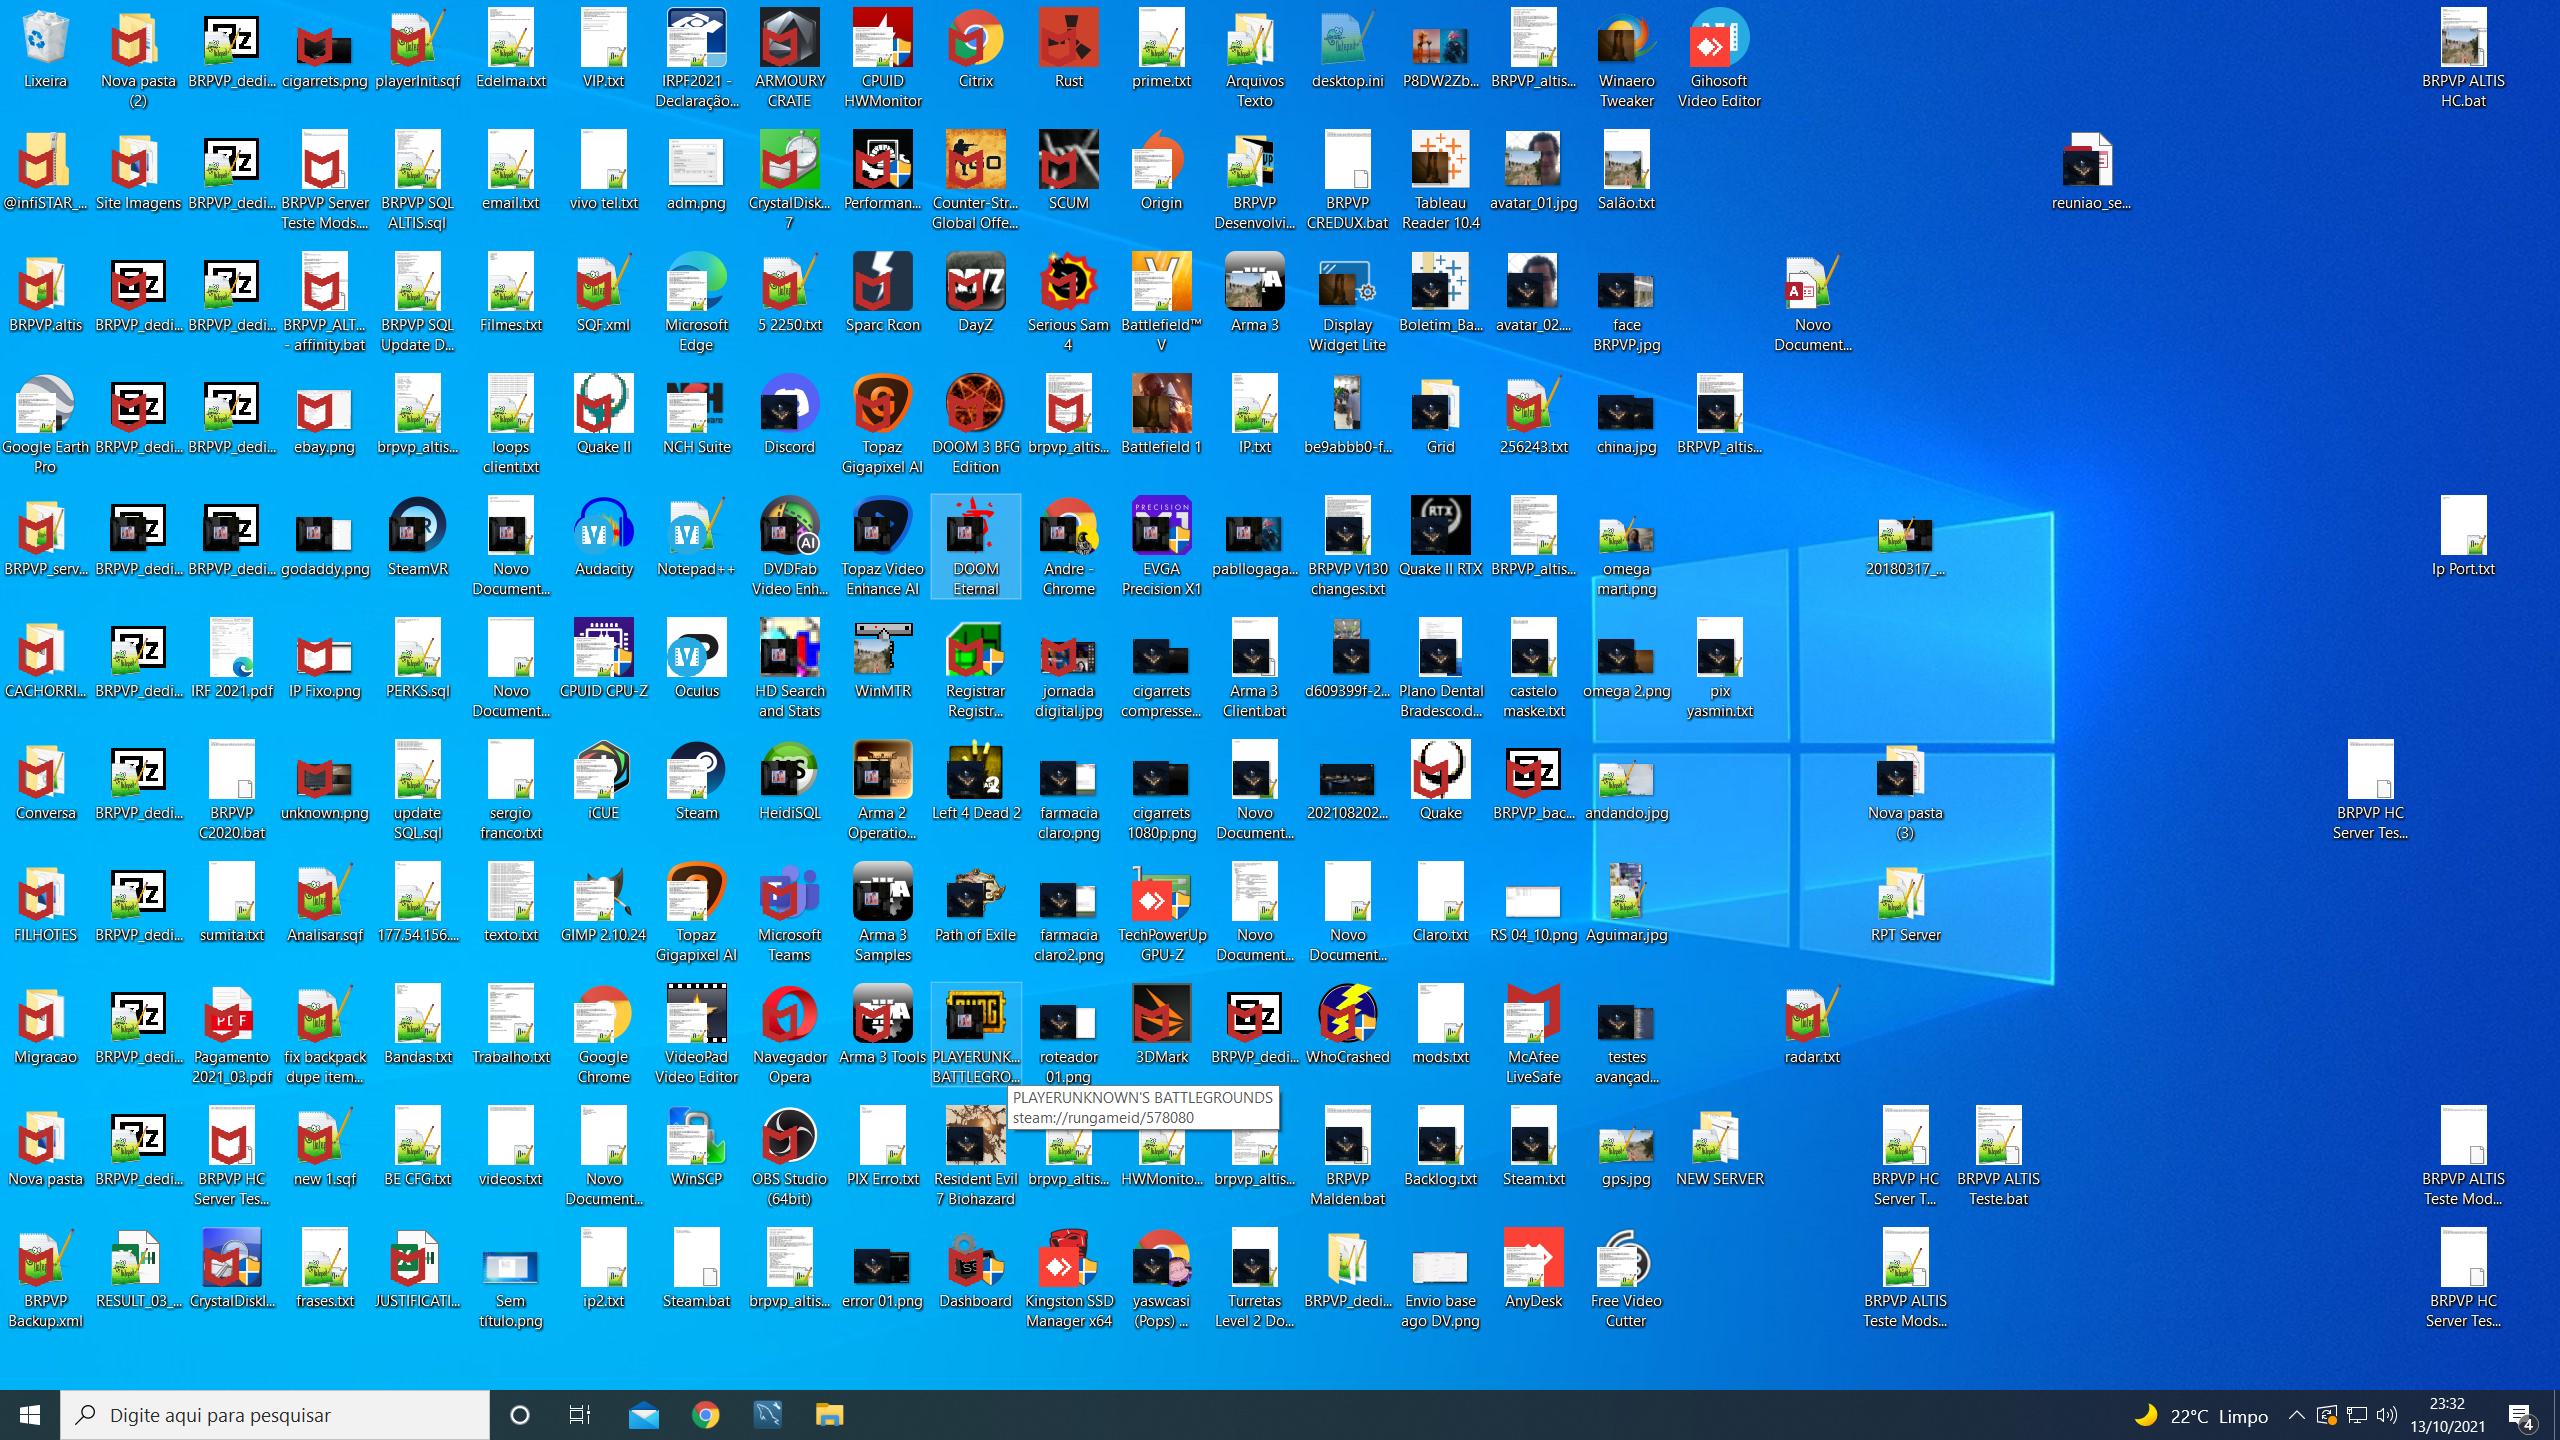 Lixeira
Nova pasta
(2)
BRPVP_dedi...
cigarrets.png
playerInit.sqf
Edelma.txt
VIP.txt
IRPF2021 -
Declaração...
ARMOURY
CRATE
CPUID
HWMonitor
Citrix
Rust
prime.txt
Arquivos
Texto
desktop.ini
P8DW2Zb...
BRPVP_altis...
Winaero
Tweaker
Gihosoft
Video Editor
BRPVP ALTIS
HC.bat
@infiSTAR_...
Site Imagens
BRPVP_dedi...
BRPVP Server
Teste Mods....
BRPVP SQL
ALTIS.sql
email.txt
vivo tel.txt
adm.png
CrystalDisk...
7
Performan...
Counter-Str...
Global Offe...
SCUM
Origin
BRPVP
Desenvolvi...
BRPVP
CREDUX.bat
Tableau
Reader 10.4
avatar_01.jpg
Salão.txt
reuniao_se...
BRPVP.altis
BRPVP_dedi...
BRPVP_dedi...
BRPVP_ALT...
- affinity.bat
BRPVP SQL
Update D...
Filmes.txt
SQF.xml
Microsoft
Edge
5 2250.txt
Sparc Rcon
DayZ
Serious Sam
4
Battlefield™
V
Arma 3
Display
Widget Lite
Boletim_Ba...
avatar_02....
face
BRPVP.jpg
Novo
Document...
Google Earth
Pro
BRPVP_dedi...
BRPVP_dedi...
ebay.png
brpvp_altis...
loops
client.txt
Quake II
NCH Suite
Discord
Topaz
Gigapixel AI
DOOM 3 BFG
Edition
brpvp_altis...
Battlefield 1
IP.txt
be9abbb0-f...
Grid
256243.txt
china.jpg
BRPVP_altis...
BRPVP_serv...
BRPVP_dedi...
BRPVP_dedi...
godaddy.png
SteamVR
Novo
Document...
Audacity
Notepad++
DVDFab
Video Enh...
Topaz Video
Enhance AI
DOOM
Eternal
Andre -
Chrome
PRECISION
EVGA
Precision X1
pabllogaga...
BRPVP V130
changes.txt
RTX
Quake II RTX
BRPVP_altis...
omega
mart.png
20180317_...
Ip Port.txt
CACHORRI...
BRPVP_dedi...
IRF 2021.pdf
IP Fixo.png
PERKS.sql
Novo
Document...
CPUID CPU-Z
Oculus
HD Search
and Stats
WinMTR
Registrar
Registr...
jornada
digital.jpg
cigarrets
compresse...
Arma 3
Client.bat
d609399f-2...
Plano Dental
Bradesco.d...
castelo
maske.txt
omega 2.png
pix
yasmin.txt
Conversa
BRPVP_dedi...
BRPVP
C2020.bat
unknown.png
update
SQL.sql
sergio
franco.txt
iCUE
Steam
HeidiSQL
Arma 2
Operatio...
Left 4 Dead 2
farmacia
claro.png
cigarrets
1080p.png
Novo
Document...
202108202...
Quake
BRPVP_bac...
andando.jpg
Nova pasta
(3)
BRPVP HC
Server Tes...
FILHOTES
BRPVP_dedi...
sumita.txt
Analisar.sqf
177.54.156....
texto.txt
GIMP 2.10.24
Topaz
Gigapixel AI
Microsoft
Teams
Arma 3
Samples
Path of Exile
farmacia
claro2.png
TechPowerUp
GPU-Z
Novo
Document...
Novo
Document...
Claro.txt
RS 04_10.png
Aguimar.jpg
RPT Server
Migracao
BRPVP_dedi...
Pagamento
2021_03.pdf
fix backpack
dupe item...
Bandas.txt
Trabalho.txt
Google
Chrome
VideoPad
Video Editor
Navegador
Opera
Arma 3 Tools
PLAYERUNK...
BATTLEGRO...
roteador
01.png
3DMark
BRPVP_dedi...
WhoCrashed
mods.txt
McAfee
LiveSafe
testes
avançad...
radar.txt
PLAYERUNKNOWN'S BATTLEGROUNDS
steam://rungameid/578080
Nova pasta
BRPVP_dedi...
BRPVP HC
Server Tes...
new 1.sqf
BE CFG.txt
videos.txt
Novo
Document...
WinSCP
OBS Studio
(64bit)
PIX Erro.txt
Resident Evil
7 Biohazard
brpvp_altis...
HWMonito...
brpvp_altis...
BRPVP
Malden.bat
Backlog.txt
Steam.txt
gps.jpg
NEW SERVER
BRPVP HC
Server T...
BRPVP ALTIS
Teste.bat
BRPVP ALTIS
Teste Mod...
BRPVP
Backup.xml
RESULT_03_...
CrystalDiskI...
frases.txt
JUSTIFICATI...
Sem
título.png
ip2.txt
Steam.bat
brpvp_altis...
error 01.png
Dashboard
Kingston SSD
Manager x64
yaswcasi
(Pops) ...
Turretas
Level 2 Do...
BRPVP_dedi...
Envio base
ago DV.png
AnyDesk
Free Video
Cutter
BRPVP ALTIS
Teste Mods...
BRPVP HC
Server Tes...
Digite aqui para pesquisar
22°C Limpo
23:32
13/10/2021
4